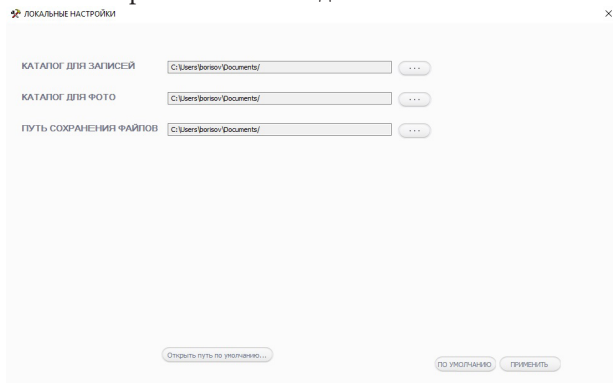 ЛОКАЛЬНЫЕ НАСТРОЙКИ
КАТАЛОГ ДЛЯ ЗАПИСЕЙ C:\Users\borisov\Documents/ ...
КАТАЛОГ ДЛЯ ФОТО C:\Users\borisov\Documents/ ...
ПУТЬ СОХРАНЕНИЯ ФАЙЛОВ C:\Users\borisov\Documents/ ...
Открыть путь по умолчанию...
ПО УМОЛЧАНИЮ ПРИМЕНИТЬ